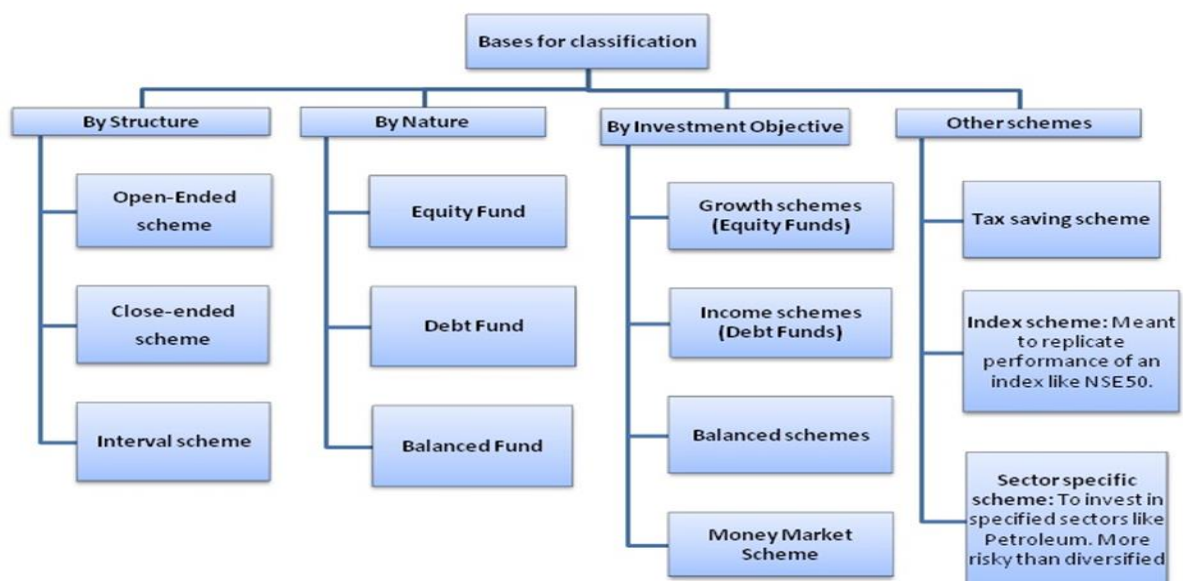 Bases for classification
By Structure
Open-Ended
scheme
Close-ended
scheme
Interval scheme
By Nature
Equity Fund
Debt Fund
Balanced Fund
By Investment Objective
Growth schemes
(Equity Funds)
Income schemes
(Debt Funds)
Balanced schemes
Money Market
Scheme
Other schemes
Tax saving scheme
Index scheme: Meant
to replicate
performance of an
index like NSE50.
Sector specific
scheme: To invest in
specified sectors like
Petroleum. More
risky than diversified